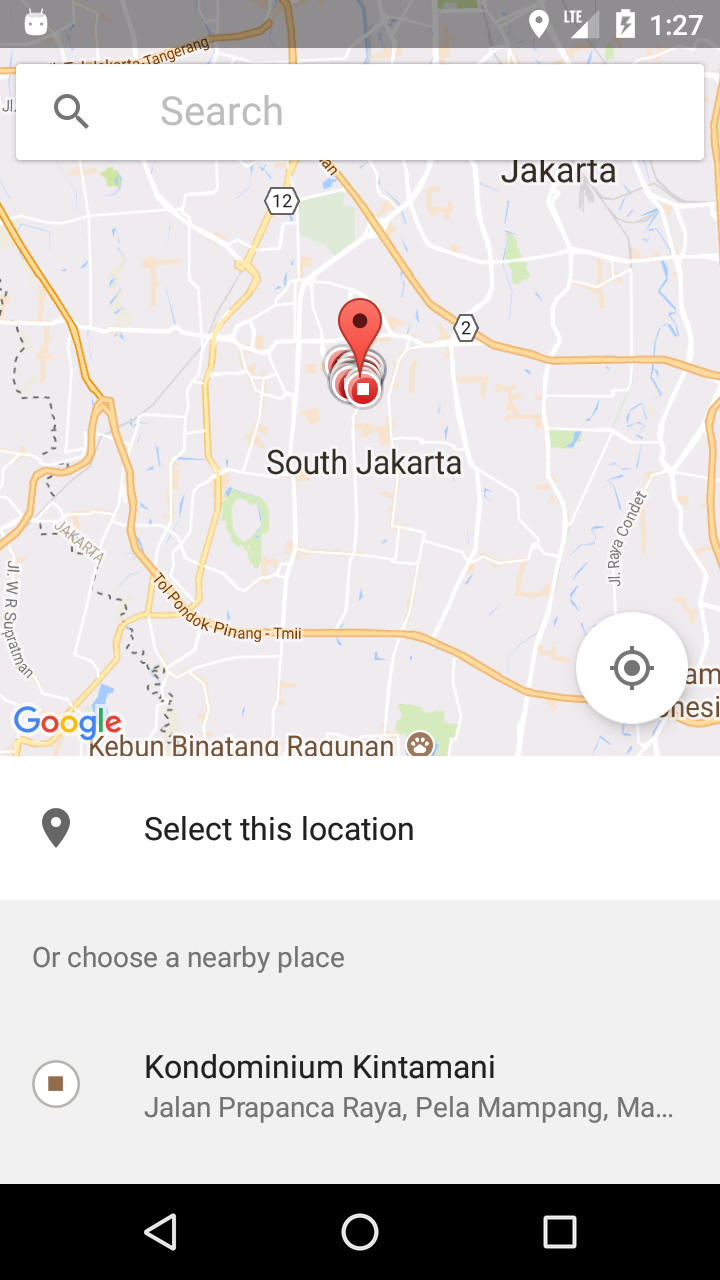 LTE 1:27
Tol Jakarta-Tangerang
Jl.
Search
Jakarta
12
2
South Jakarta
JAKARTA
Jl. Raya Condet
Jl. W R Supratman
Tol Pondok Pinang - Tmii
Google
Kebun Binatang Ragunan
Select this location
Or choose a nearby place
Kondominium Kintamani
Jalan Prapanca Raya, Pela Mampang, Ma...